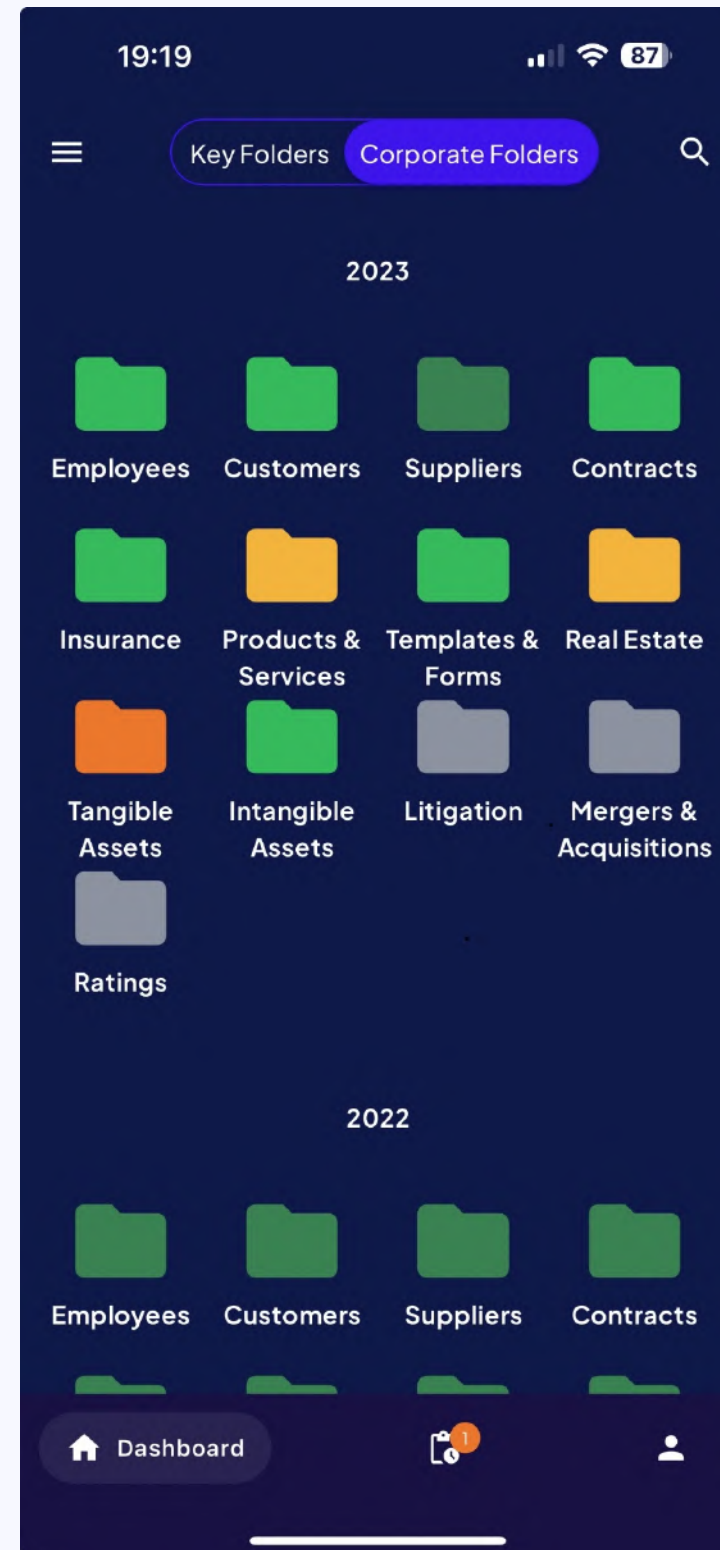 19:19
87
Key Folders
Corporate Folders
2023
Employees
Customers
Suppliers
Contracts
Insurance
Products &
Services
Templates &
Forms
Real Estate
Tangible
Assets
Intangible
Assets
Litigation
Mergers &
Acquisitions
Ratings
2022
Employees
Customers
Suppliers
Contracts
Dashboard
1